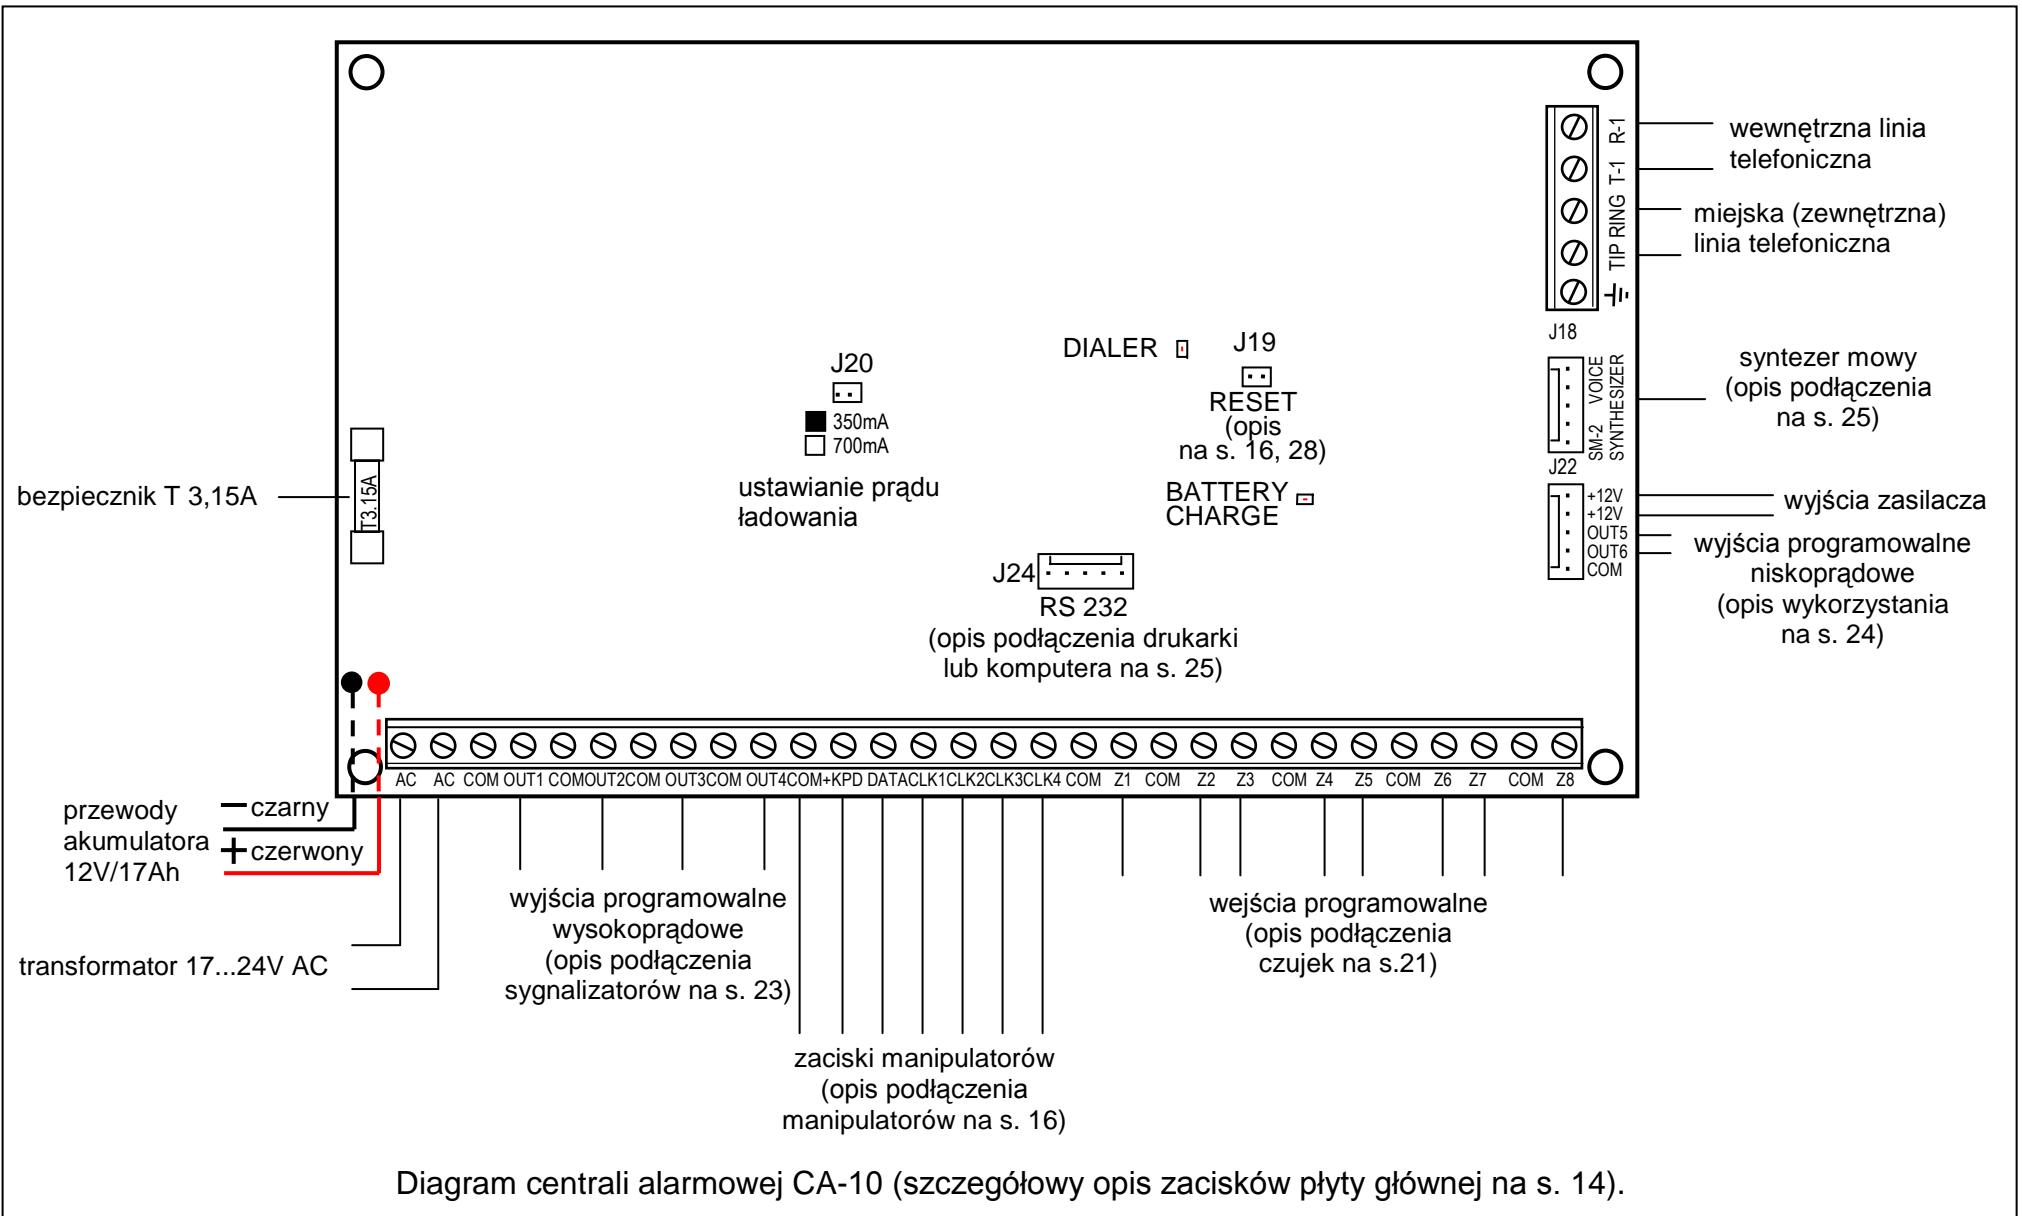 R-1
T-1
RING
TIP
wewnętrzna linia
telefoniczna
miejska (zewnętrzna)
linia telefoniczna
J18
VOICE
SM-2 SYNTHESIZER
syntezer mowy
(opis podłączenia
na s. 25)
J22
+12V
+12V
OUT5
OUT6
COM
wyjścia zasilacza
wyjścia programowalne
niskoprądowe
(opis wykorzystania
na s. 24)
DIALER
J19
RESET
(opis
na s. 16, 28)
J20
350mA
700mA
ustawianie prądu
ładowania
BATTERY
CHARGE
bezpiecznik T 3,15A
T3.15A
J24
RS 232
(opis podłączenia drukarki
lub komputera na s. 25)
AC AC COM OUT1 COM OUT2 COM OUT3 COM OUT4 COM +KPD DATA CLK1 CLK2 CLK3 CLK4 COM Z1 COM Z2 Z3 COM Z4 Z5 COM Z6 Z7 COM Z8
przewody
akumulatora
12V/17Ah
– czarny
+ czerwony
transformator 17...24V AC
wyjścia programowalne
wysokoprądowe
(opis podłączenia
sygnalizatorów na s. 23)
zaciski manipulatorów
(opis podłączenia
manipulatorów na s. 16)
wejścia programowalne
(opis podłączenia
czujek na s.21)
Diagram centrali alarmowej CA-10 (szczegółowy opis zacisków płyty głównej na s. 14).